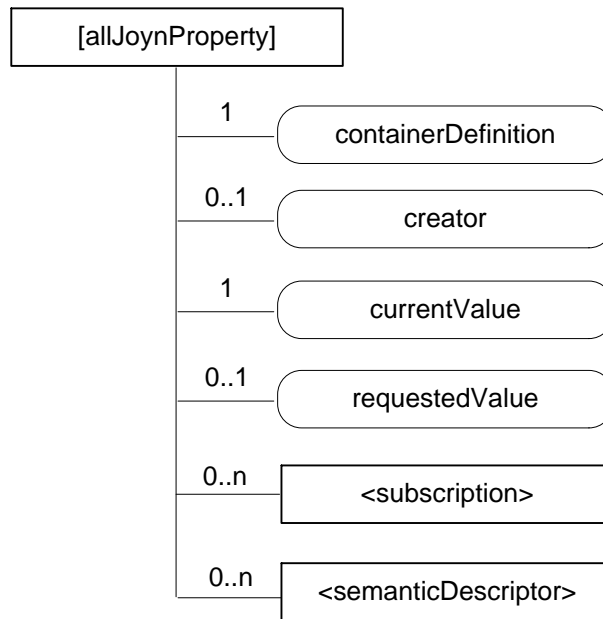 [allJoynProperty]
1
containerDefinition
0..1
creator
1
currentValue
0..1
requestedValue
0..n
<subscription>
0..n
<semanticDescriptor>